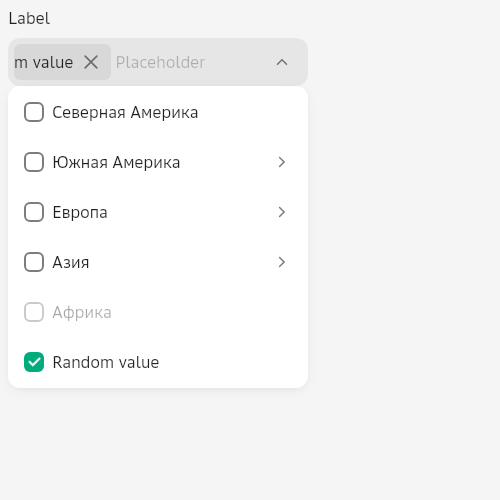 Label
m value Placeholder
Северная Америка
Южная Америка
Европа
Азия
Африка
Random value